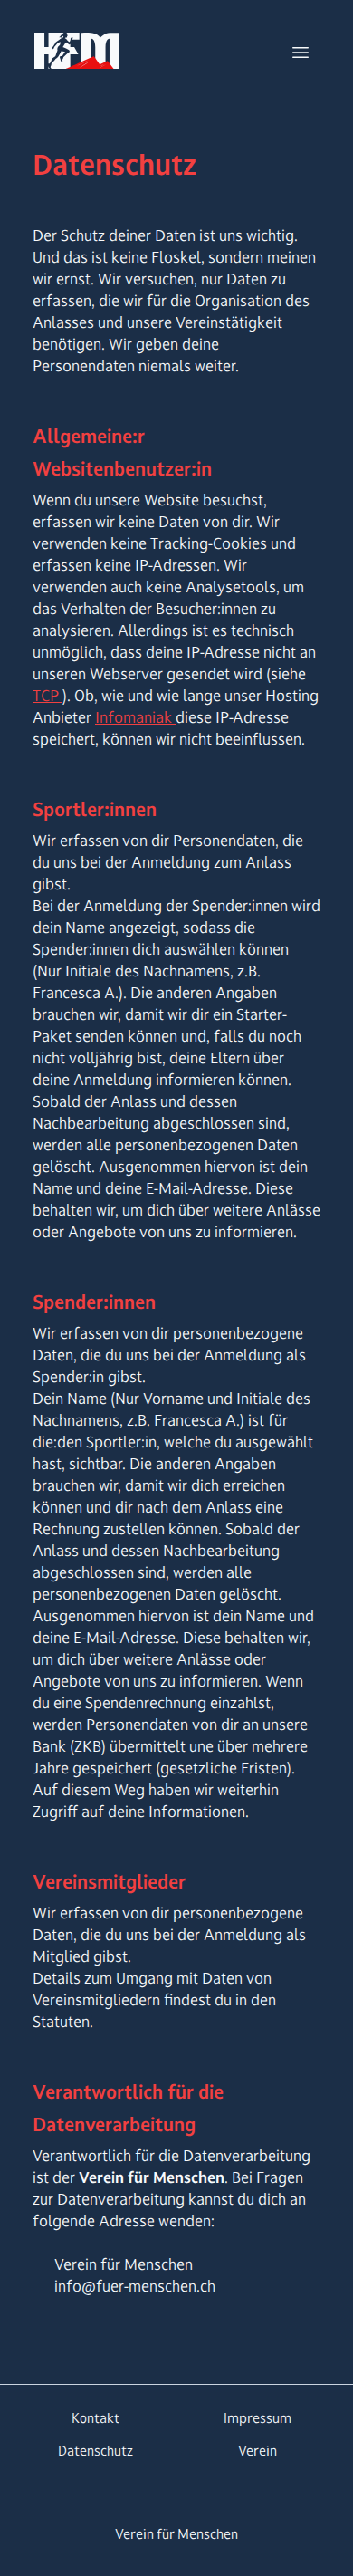 HFM
Datenschutz
Der Schutz deiner Daten ist uns wichtig.
Und das ist keine Floskel, sondern meinen
wir ernst. Wir versuchen, nur Daten zu
erfassen, die wir für die Organisation des
Anlasses und unsere Vereinstätigkeit
benötigen. Wir geben deine
Personendaten niemals weiter.
Allgemeine:r
Websitenbenutzer:in
Wenn du unsere Website besuchst,
erfassen wir keine Daten von dir. Wir
verwenden keine Tracking-Cookies und
erfassen keine IP-Adressen. Wir
verwenden auch keine Analysetools, um
das Verhalten der Besucher:innen zu
analysieren. Allerdings ist es technisch
unmöglich, dass deine IP-Adresse nicht an
unseren Webserver gesendet wird (siehe
TCP ). Ob, wie und wie lange unser Hosting
Anbieter Infomaniak diese IP-Adresse
speichert, können wir nicht beeinflussen.
Sportler:innen
Wir erfassen von dir Personendaten, die
du uns bei der Anmeldung zum Anlass
gibst.
Bei der Anmeldung der Spender:innen wird
dein Name angezeigt, sodass die
Spender:innen dich auswählen können
(Nur Initiale des Nachnamens, z.B.
Francesca A.). Die anderen Angaben
brauchen wir, damit wir dir ein Starter-
Paket senden können und, falls du noch
nicht volljährig bist, deine Eltern über
deine Anmeldung informieren können.
Sobald der Anlass und dessen
Nachbearbeitung abgeschlossen sind,
werden alle personenbezogenen Daten
gelöscht. Ausgenommen hiervon ist dein
Name und deine E-Mail-Adresse. Diese
behalten wir, um dich über weitere Anlässe
oder Angebote von uns zu informieren.
Spender:innen
Wir erfassen von dir personenbezogene
Daten, die du uns bei der Anmeldung als
Spender:in gibst.
Dein Name (Nur Vorname und Initiale des
Nachnamens, z.B. Francesca A.) ist für
die:den Sportler:in, welche du ausgewählt
hast, sichtbar. Die anderen Angaben
brauchen wir, damit wir dich erreichen
können und dir nach dem Anlass eine
Rechnung zustellen können. Sobald der
Anlass und dessen Nachbearbeitung
abgeschlossen sind, werden alle
personenbezogenen Daten gelöscht.
Ausgenommen hiervon ist dein Name und
deine E-Mail-Adresse. Diese behalten wir,
um dich über weitere Anlässe oder
Angebote von uns zu informieren. Wenn
du eine Spendenrechnung einzahlst,
werden Personendaten von dir an unsere
Bank (ZKB) übermittelt une über mehrere
Jahre gespeichert (gesetzliche Fristen).
Auf diesem Weg haben wir weiterhin
Zugriff auf deine Informationen.
Vereinsmitglieder
Wir erfassen von dir personenbezogene
Daten, die du uns bei der Anmeldung als
Mitglied gibst.
Details zum Umgang mit Daten von
Vereinsmitgliedern findest du in den
Statuten.
Verantwortlich für die
Datenverarbeitung
Verantwortlich für die Datenverarbeitung
ist der Verein für Menschen. Bei Fragen
zur Datenverarbeitung kannst du dich an
folgende Adresse wenden:
Verein für Menschen
info@fuer-menschen.ch
Kontakt Impressum
Datenschutz Verein
Verein für Menschen